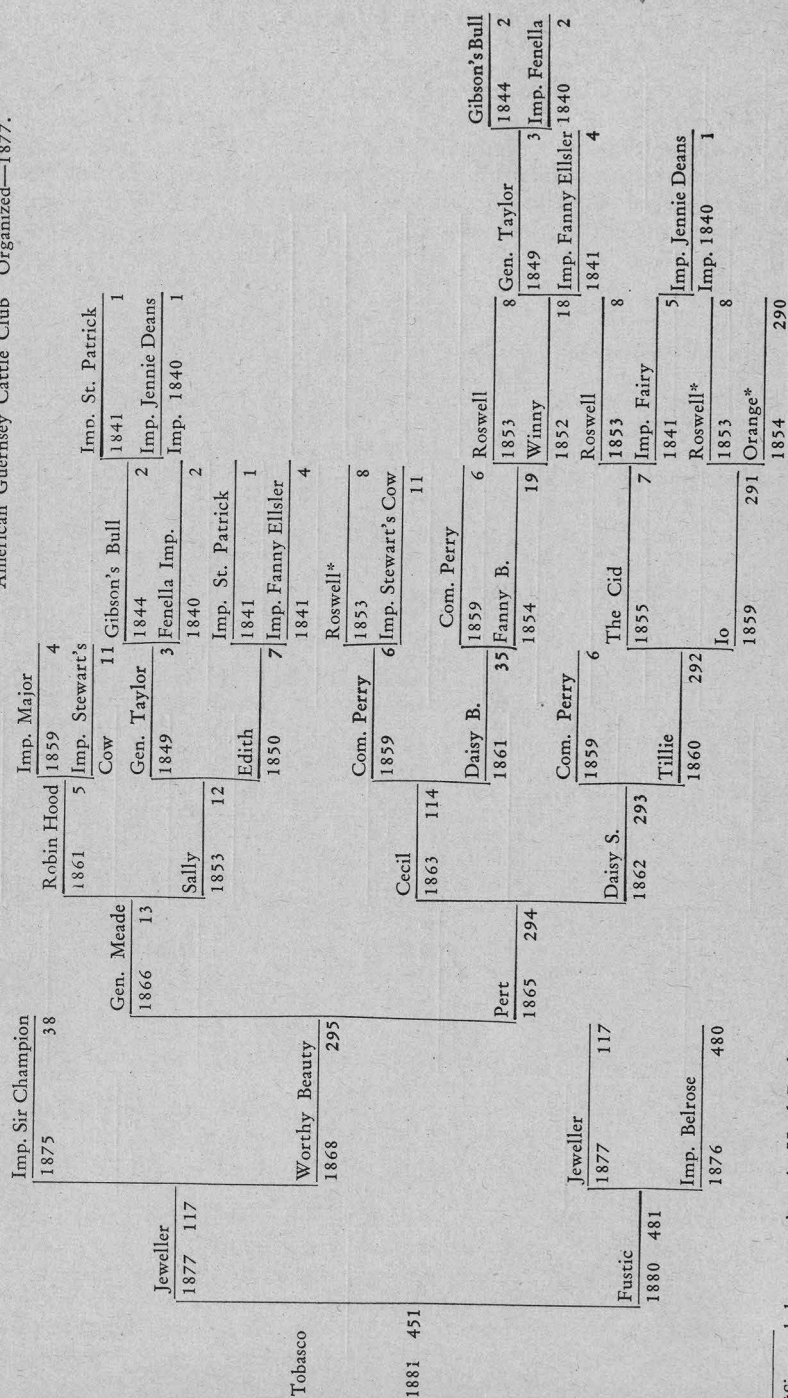 American Guernsey Cattle Club Organized—1877.
Tobasco
1881 451
Jeweller
1877 117
Fustic
1880 481
Imp. Sir Champion
1875 38
Worthy Beauty
1868 295
Jeweller
1877 117
Imp. Belrose
1876 480
Gen. Meade
1866 13
Pert
1865 294
Robin Hood
1861 5
Sally
1853 12
Cecil
1863 114
Daisy S.
1862 293
Imp. Major
1859 4
Imp. Stewart's
Cow 11
Gen. Taylor
1849 3
Edith
1850 7
Com. Perry
1859 6
Daisy B.
1861 35
Com. Perry
1859 6
Tillie
1860 292
Gibson's Bull
1844 2
Fenella Imp.
1840 2
Imp. St. Patrick
1841 1
Imp. Fanny Ellsler
1841 4
Roswell*
1853 8
Imp. Stewart's Cow
11
Com. Perry
1859 6
Fanny B.
1854 19
The Cid
1855 7
Io
1859 291
Imp. St. Patrick
1841 1
Imp. Jennie Deans
Imp. 1840 1
Roswell
1853 8
Winny
1852 18
Roswell
1853 8
Imp. Fairy
1841 5
Roswell*
1853 8
Orange*
1854 290
Gen. Taylor
1849 3
Imp. Fanny Ellsler
1841 4
Imp. Jennie Deans
Imp. 1840 1
Gibson's Bull
1844 2
Imp. Fenella
1840 2